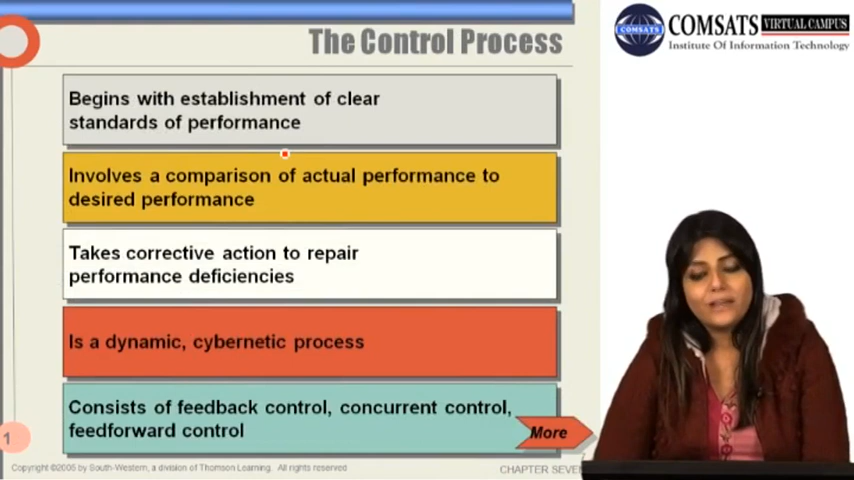 The Control Process
COMSATS
COMSATS VIRTUAL CAMPUS
Institute Of Information Technology
Begins with establishment of clear
standards of performance
Involves a comparison of actual performance to
desired performance
Takes corrective action to repair
performance deficiencies
Is a dynamic, cybernetic process
Consists of feedback control, concurrent control,
feedforward control
More
1
Copyright ©2005 by South-Western, a division of Thomson Learning. All rights reserved
CHAPTER SEVEN